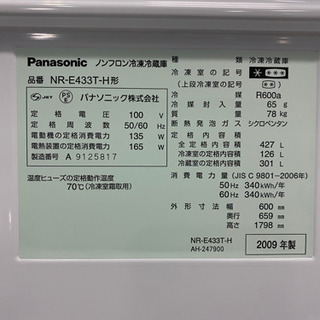 Panasonic ノンフロン冷凍冷蔵庫
品番 NR-E433T-H形
JET PSE パナソニック株式会社
定格電圧 100 V
定格周波数 50/60 Hz
電動機の定格消費電力 135 W
電熱装置の定格消費電力 165 W
製造番号 A 9125817
温度ヒューズの定格動作温度
70℃(冷凍室霜取用)
種類 冷凍冷蔵庫
冷凍室の記号
(上段冷凍室の記号)
冷媒 R600a
冷媒封入量 65 g
質量 78 kg
断熱発泡ガス シクロペンタン
定格内容積
全定格内容積 427 L
冷凍室の定格内容積 126 L
冷蔵室の定格内容積 301 L
消費電力量(JIS C 9801-2006年)
50Hz 340kWh/年
60Hz 340kWh/年
外形寸法 幅 600 mm
奥行 659 mm
高さ 1798 mm
NR-E433T-H
AH-247900
2009 年製